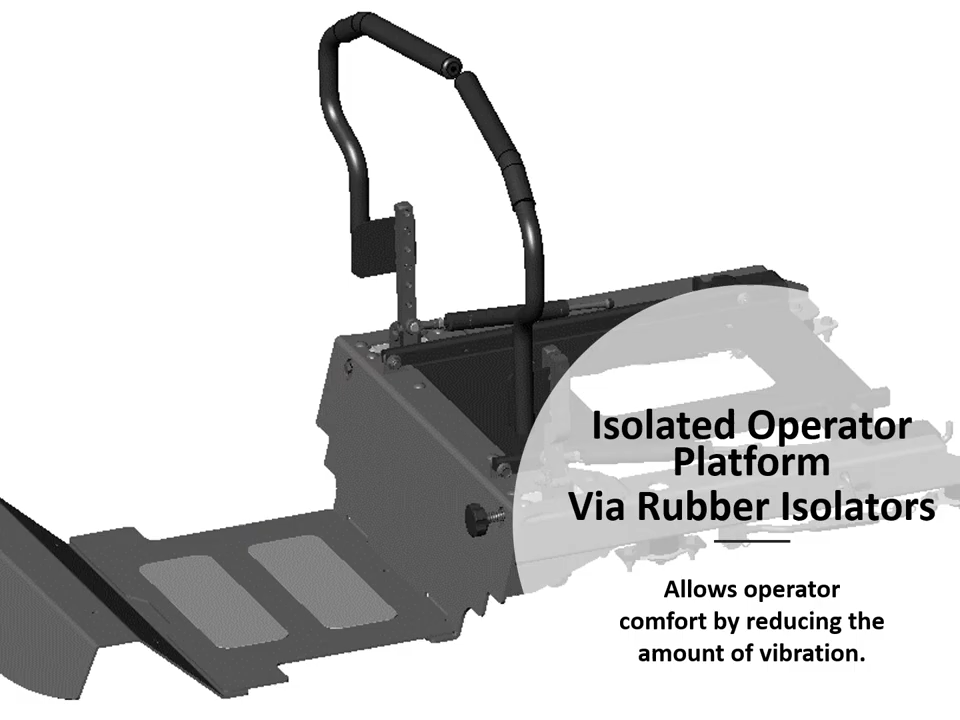 Isolated Operator
Platform
Via Rubber Isolators
Allows operator
comfort by reducing the
amount of vibration.